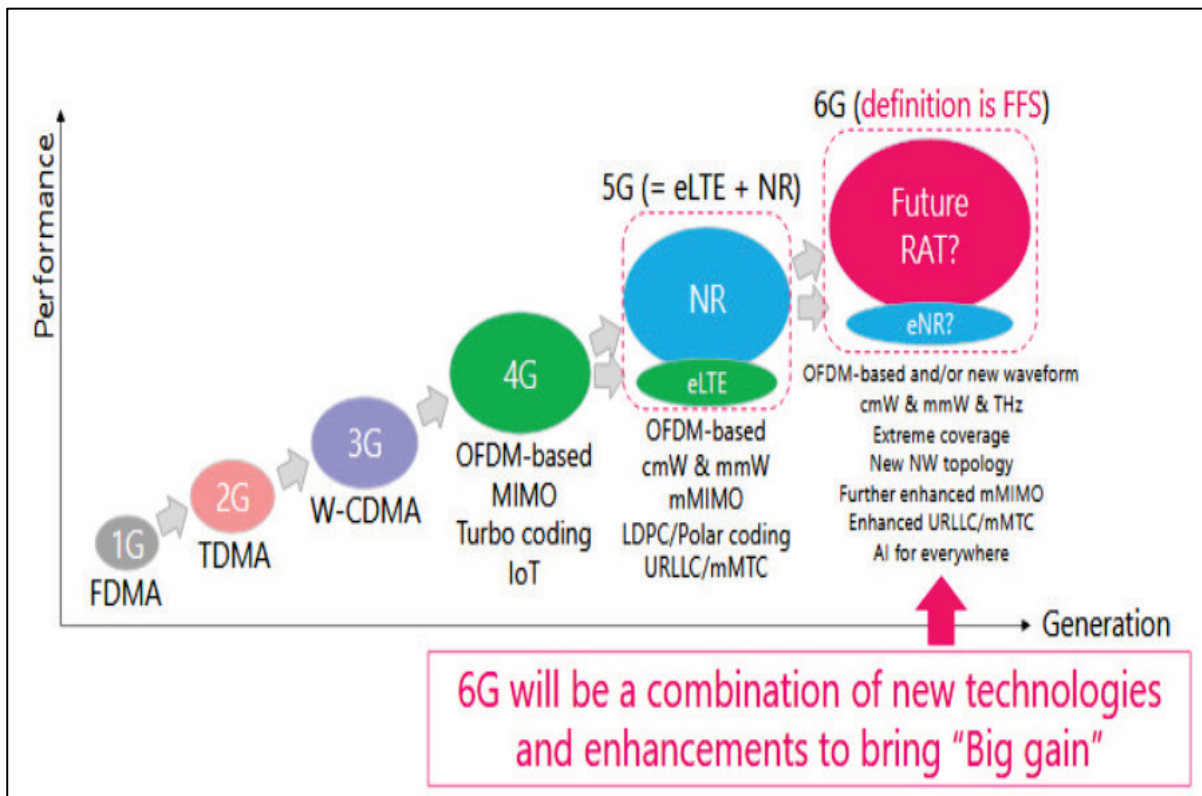 Performance
1G
FDMA
2G
TDMA
3G
W-CDMA
4G
OFDM-based
MIMO
Turbo coding
IoT
5G (= eLTE + NR)
NR
eLTE
OFDM-based
cmW & mmW
mMIMO
LDPC/Polar coding
URLLC/mMTC
6G (definition is FFS)
Future
RAT?
eNR?
OFDM-based and/or new waveform
cmW & mmW & THz
Extreme coverage
New NW topology
Further enhanced mMIMO
Enhanced URLLC/mMTC
AI for everywhere
Generation
6G will be a combination of new technologies
and enhancements to bring “Big gain”